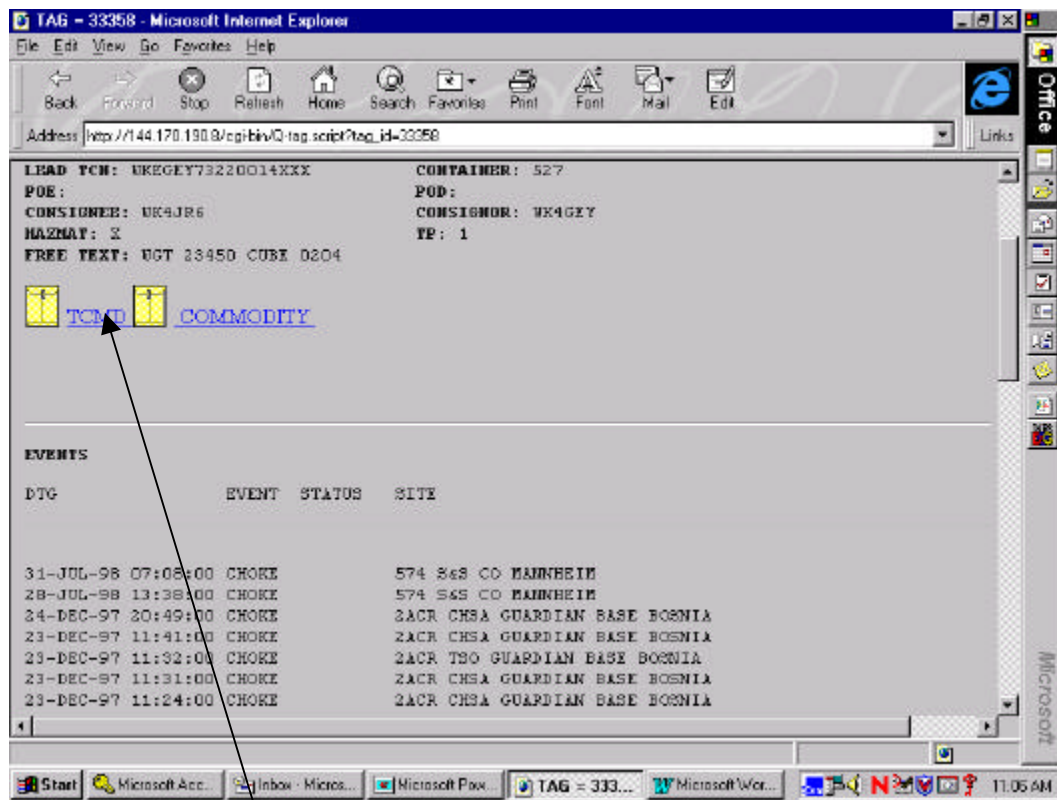 TAG = 33358 - Microsoft Internet Explorer
File Edit View Go Favorites Help
Back Forward Stop Refresh Home Search Favorites Print Font Mail Edit
Address http://144.170.190.8/cgi-bin/Q-tag.script?tag_id=33358 Links
LEAD TCN: WKEGEY73220014XXX CONTAINER: 527
POE: POD:
CONSIGNEE: WK4JR6 CONSIGNOR: WK4GEY
HAZMAT: X TP: 1
FREE TEXT: WGT 23450 CUBE 0204
TCMD COMMODITY
EVENTS
DTG EVENT STATUS SITE
31-JUL-98 07:08:00 CHOKE 574 S&S CO MANNHEIM
28-JUL-98 13:38:00 CHOKE 574 S&S CO MANNHEIM
24-DEC-97 20:49:00 CHOKE 2ACR CHSA GUARDIAN BASE BOSNIA
23-DEC-97 11:41:00 CHOKE 2ACR CHSA GUARDIAN BASE BOSNIA
23-DEC-97 11:32:00 CHOKE 2ACR TSO GUARDIAN BASE BOSNIA
23-DEC-97 11:31:00 CHOKE 2ACR CHSA GUARDIAN BASE BOSNIA
23-DEC-97 11:24:00 CHOKE 2ACR CHSA GUARDIAN BASE BOSNIA
Start Microsoft Acc... Inbox - Micros... Microsoft Pow... TAG = 333... Microsoft Wor... 11:05 AM
Office
Microsoft